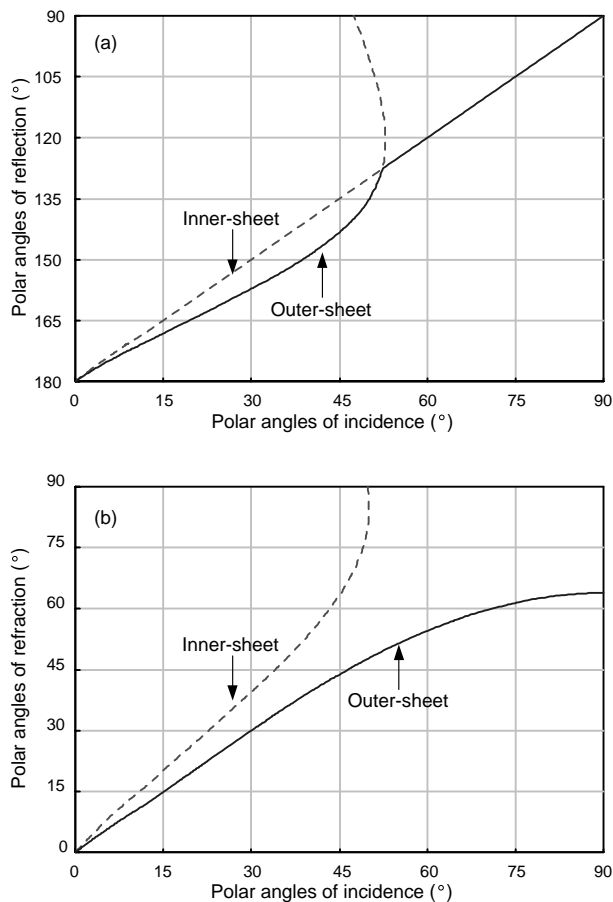 90
(a)
105
120
Polar angles of reflection (°)
135
Inner-sheet
150
Outer-sheet
165
180
0 15 30 45 60 75 90
Polar angles of incidence (°)
90
(b)
75
60
Polar angles of refraction (°)
Inner-sheet
45
Outer-sheet
30
15
0
0 15 30 45 60 75 90
Polar angles of incidence (°)